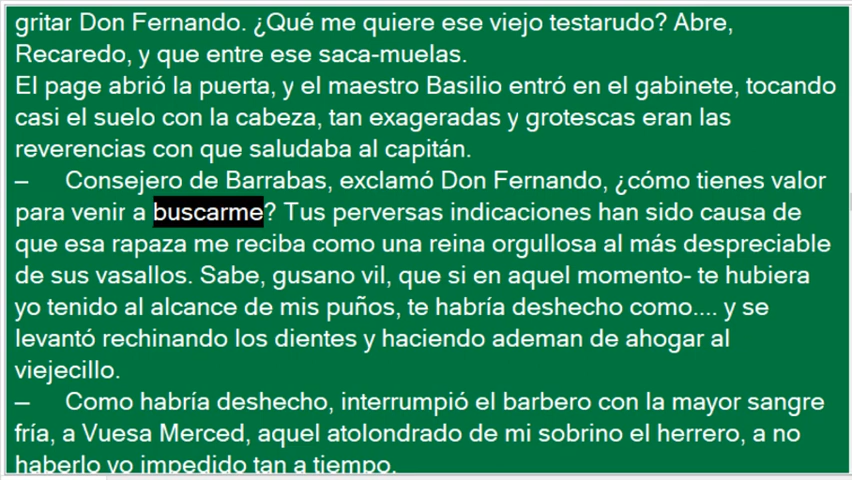 gritar Don Fernando. ¿Qué me quiere ese viejo testarudo? Abre,
Recaredo, y que entre ese saca-muelas.
El page abrió la puerta, y el maestro Basilio entró en el gabinete, tocando
casi el suelo con la cabeza, tan exageradas y grotescas eran las
reverencias con que saludaba al capitán.
– Consejero de Barrabas, exclamó Don Fernando, ¿cómo tienes valor
para venir a buscarme? Tus perversas indicaciones han sido causa de
que esa rapaza me reciba como una reina orgullosa al más despreciable
de sus vasallos. Sabe, gusano vil, que si en aquel momento- te hubiera
yo tenido al alcance de mis puños, te habría deshecho como.... y se
levantó rechinando los dientes y haciendo ademan de ahogar al
viejecillo.
– Como habría deshecho, interrumpió el barbero con la mayor sangre
fría, a Vuesa Merced, aquel atolondrado de mi sobrino el herrero, a no
haberlo yo impedido tan a tiempo.